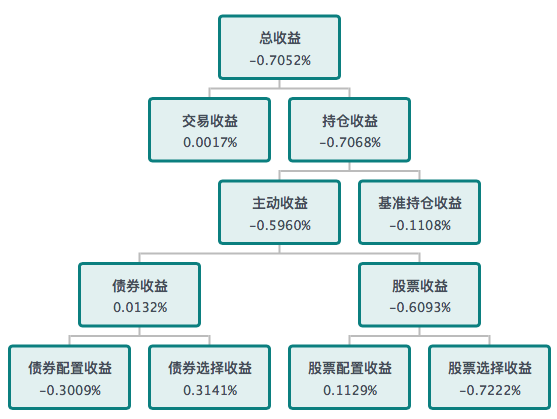 总收益
-0.7052%
交易收益
0.0017%
持仓收益
-0.7068%
主动收益
-0.5960%
基准持仓收益
-0.1108%
债券收益
0.0132%
股票收益
-0.6093%
债券配置收益
-0.3009%
债券选择收益
0.3141%
股票配置收益
0.1129%
股票选择收益
-0.7222%